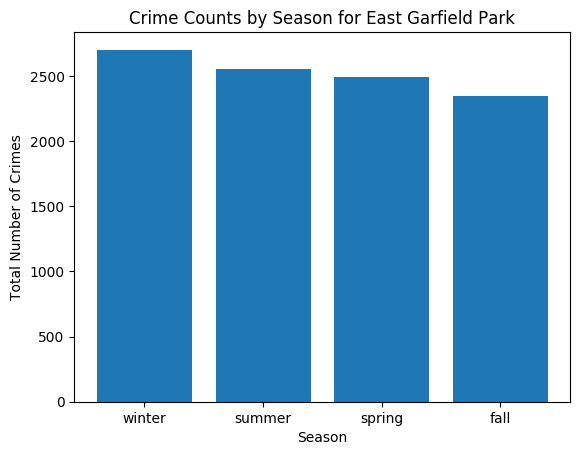 Crime Counts by Season for East Garfield Park
Total Number of Crimes
2500
2000
1500
1000
500
0
winter summer spring fall
Season